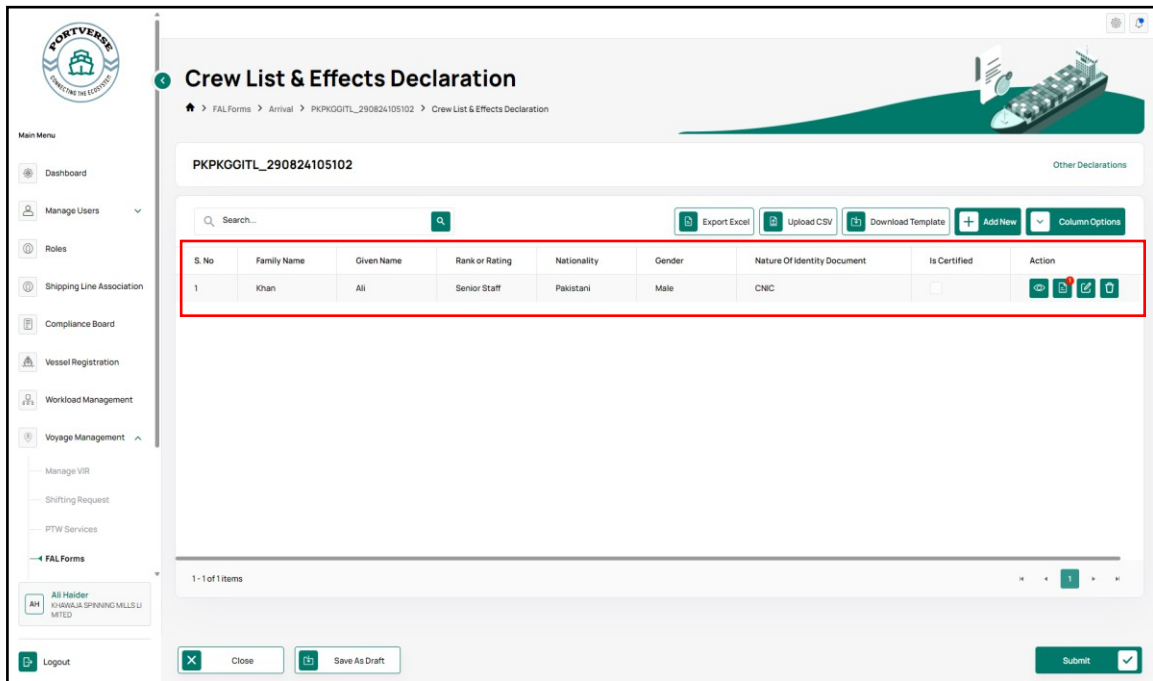 PORTVERSE
CONNECTING THE ECOSYSTEM
Crew List & Effects Declaration
FAL Forms > Arrival > PKPKGGITL_290824105102 > Crew List & Effects Declaration
Main Menu
Dashboard
Manage Users
Roles
Shipping Line Association
Compliance Board
Vessel Registration
Workload Management
Voyage Management
Manage VIR
Shifting Request
PTW Services
FAL Forms
AH
Ali Haider
KHAWAJA SPINNING MILLS LI
MITED
Logout
PKPKGGITL_290824105102 Other Declarations
Search... Export Excel Upload CSV Download Template Add New Column Options
S. No Family Name Given Name Rank or Rating Nationality Gender Nature Of Identity Document Is Certified Action
1 Khan Ali Senior Staff Pakistani Male CNIC
1 - 1 of 1 items 1
Close Save As Draft Submit